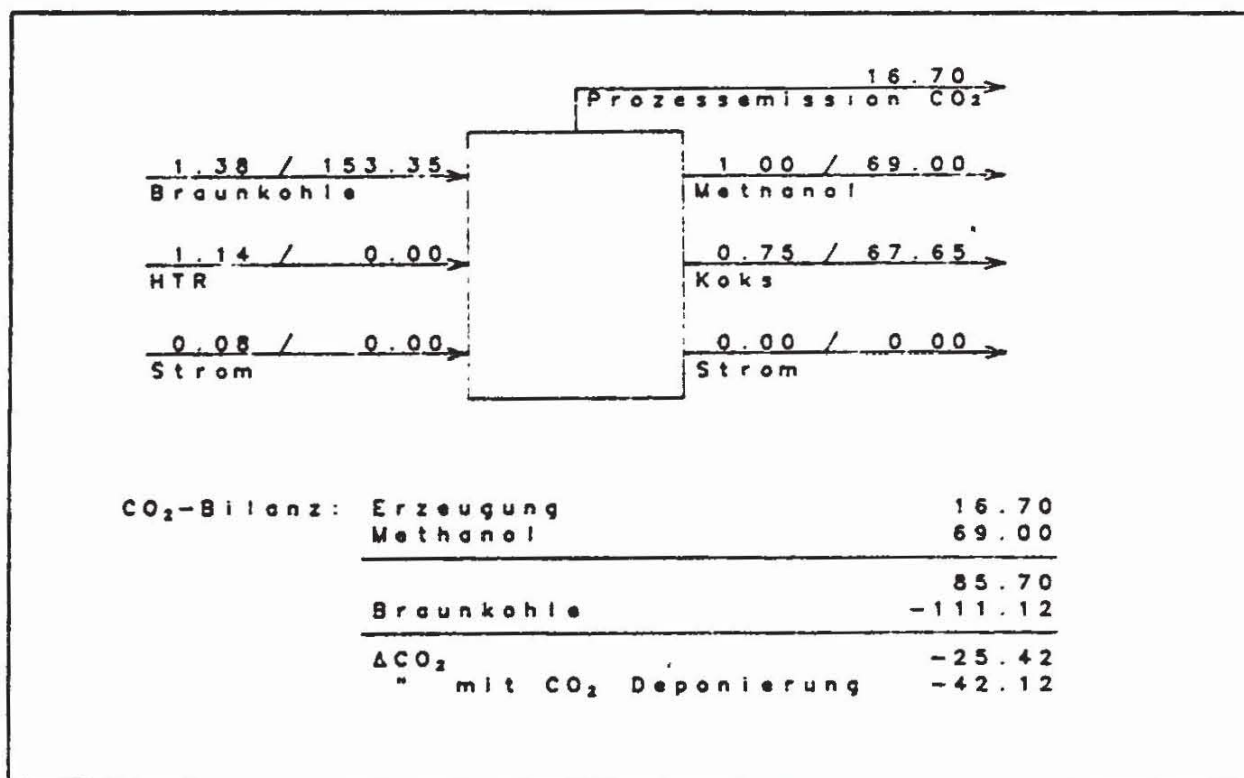 16.70
Prozessemission CO₂
1.38 / 153.35
Braunkohle
1.14 / 0.00
HTR
0.08 / 0.00
Strom
1 00 / 69.00
Methanol
0.75 / 67.65
Koks
0.00 / 0 00
Strom
CO₂-Bilanz: Erzeugung 16.70
Methanol 69.00
85.70
Braunkohle -111.12
ΔCO₂ -25.42
" mit CO₂ Deponierung -42.12